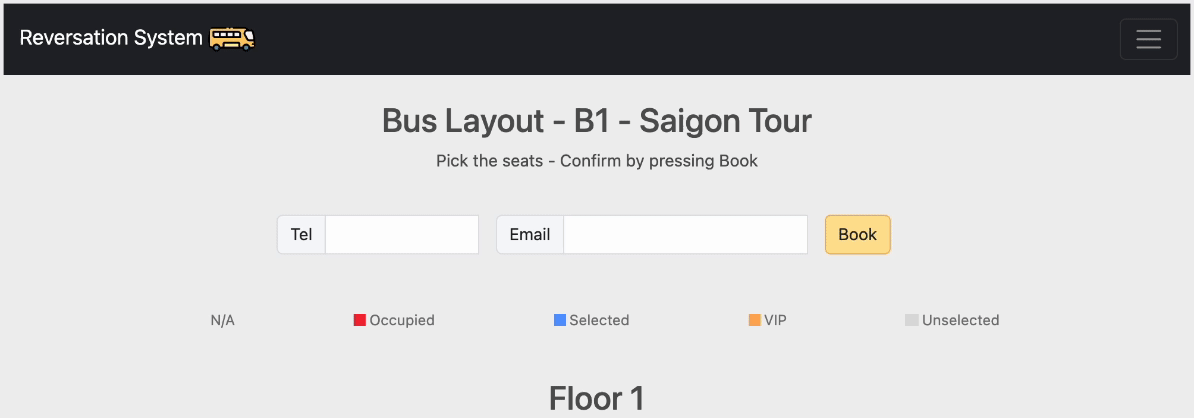 Reversation System
Bus Layout - B1 - Saigon Tour
Pick the seats - Confirm by pressing Book
Tel Email Book
N/A Occupied Selected VIP Unselected
Floor 1